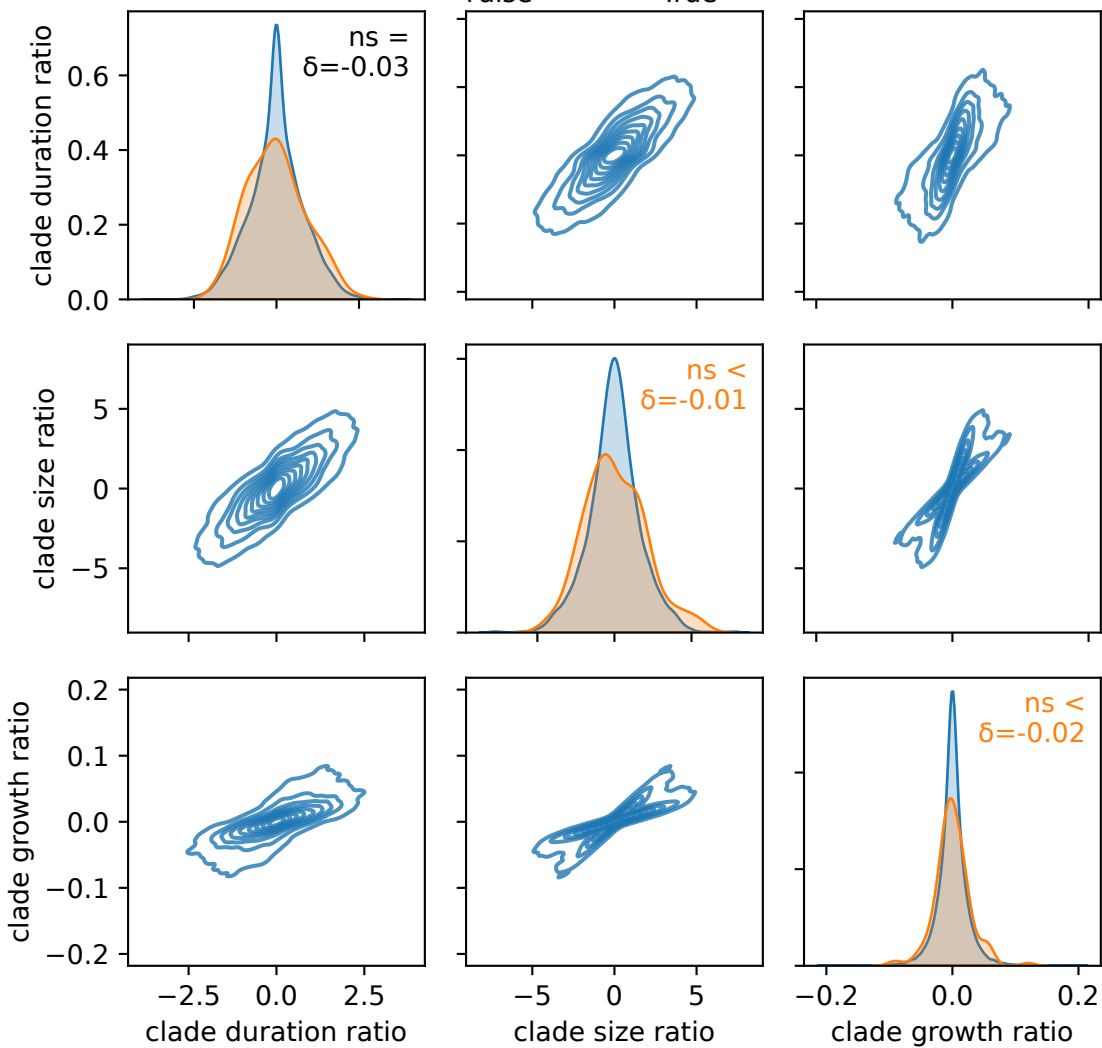 clade duration ratio
0.6
0.4
0.2
0.0
ns =
δ=-0.03
clade size ratio
5
0
−5
ns <
δ=-0.01
clade growth ratio
0.2
0.1
0.0
−0.1
−0.2
ns <
δ=-0.02
−2.5 0.0 2.5
clade duration ratio
−5 0 5
clade size ratio
−0.2 0.0 0.2
clade growth ratio